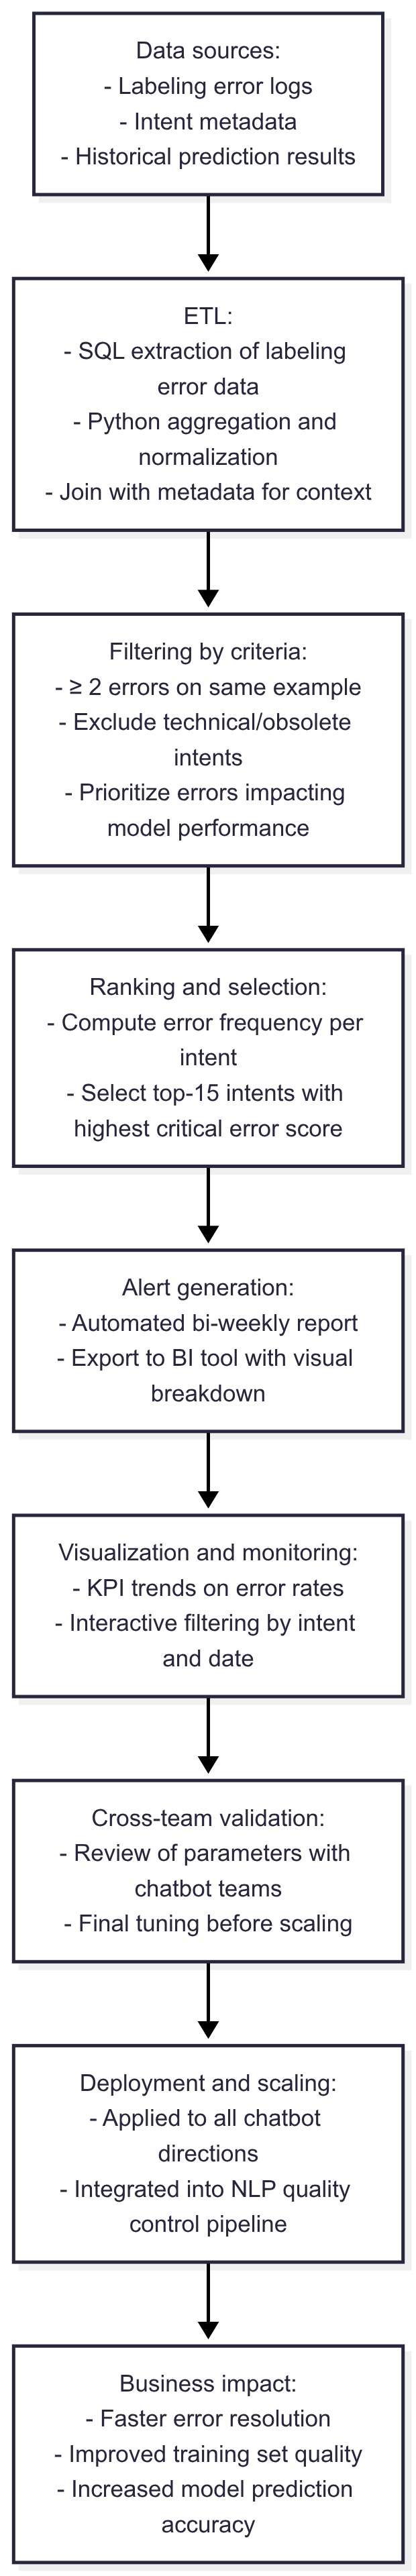 Data sources:
- Labeling error logs
- Intent metadata
- Historical prediction results
ETL:
- SQL extraction of labeling
error data
- Python aggregation and
normalization
- Join with metadata for context
Filtering by criteria:
- ≥ 2 errors on same example
- Exclude technical/obsolete
intents
- Prioritize errors impacting
model performance
Ranking and selection:
- Compute error frequency per
intent
- Select top-15 intents with
highest critical error score
Alert generation:
- Automated bi-weekly report
- Export to BI tool with visual
breakdown
Visualization and monitoring:
- KPI trends on error rates
- Interactive filtering by intent
and date
Cross-team validation:
- Review of parameters with
chatbot teams
- Final tuning before scaling
Deployment and scaling:
- Applied to all chatbot
directions
- Integrated into NLP quality
control pipeline
Business impact:
- Faster error resolution
- Improved training set quality
- Increased model prediction
accuracy